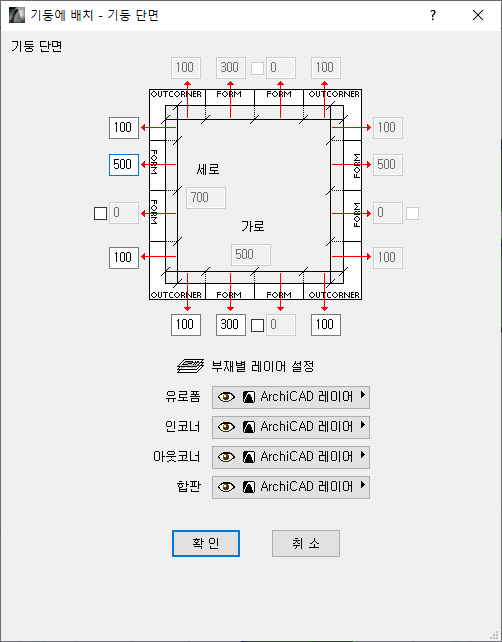 기둥에 배치 - 기둥 단면
?
기둥 단면
100 300 0 100
OUTCORNER FORM FORM OUTCORNER
100 100
500 FORM FORM 500
세로
700
0 FORM FORM 0
가로
500
100 100
OUTCORNER FORM FORM OUTCORNER
100 300 0 100
부재별 레이어 설정
유로폼 ArchiCAD 레이어
인코너 ArchiCAD 레이어
아웃코너 ArchiCAD 레이어
합판 ArchiCAD 레이어
확 인 취 소